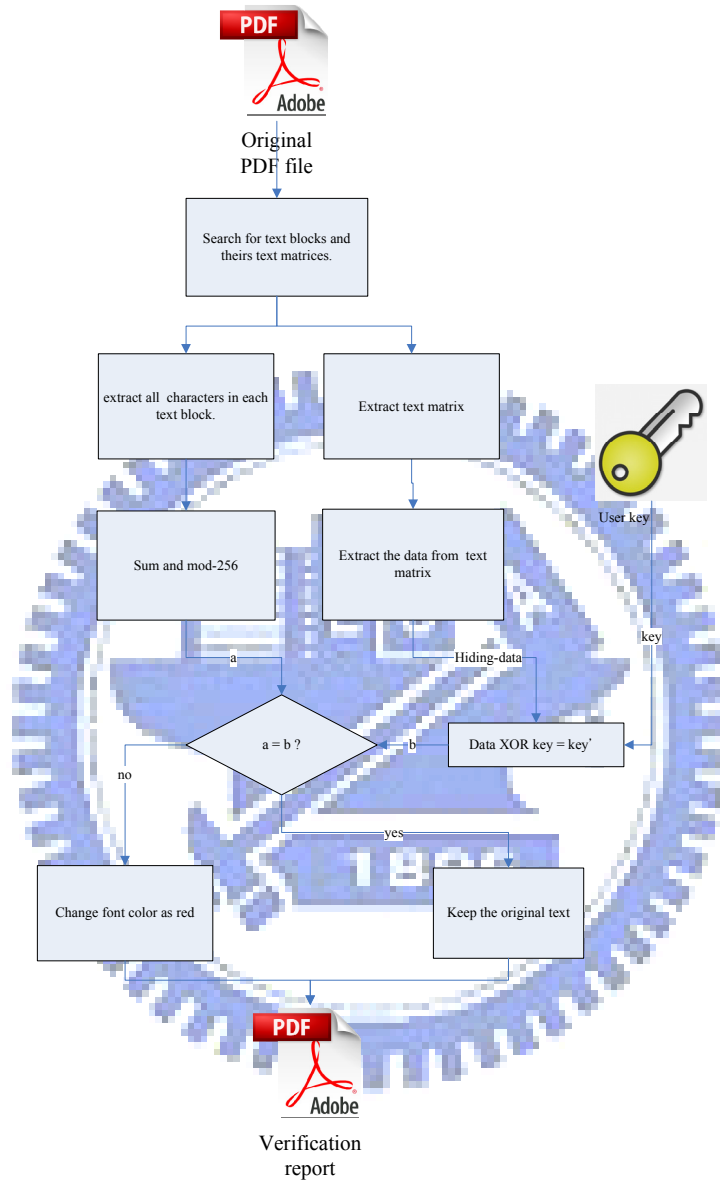 PDF
Adobe
Original
PDF file
Search for text blocks and
theirs text matrices.
extract all characters in each
text block.
Extract text matrix
User key
Sum and mod-256
Extract the data from text
matrix
a
Hiding-data
key
a = b ?
b
Data XOR key = key'
no
yes
Change font color as red
Keep the original text
PDF
Adobe
Verification
report